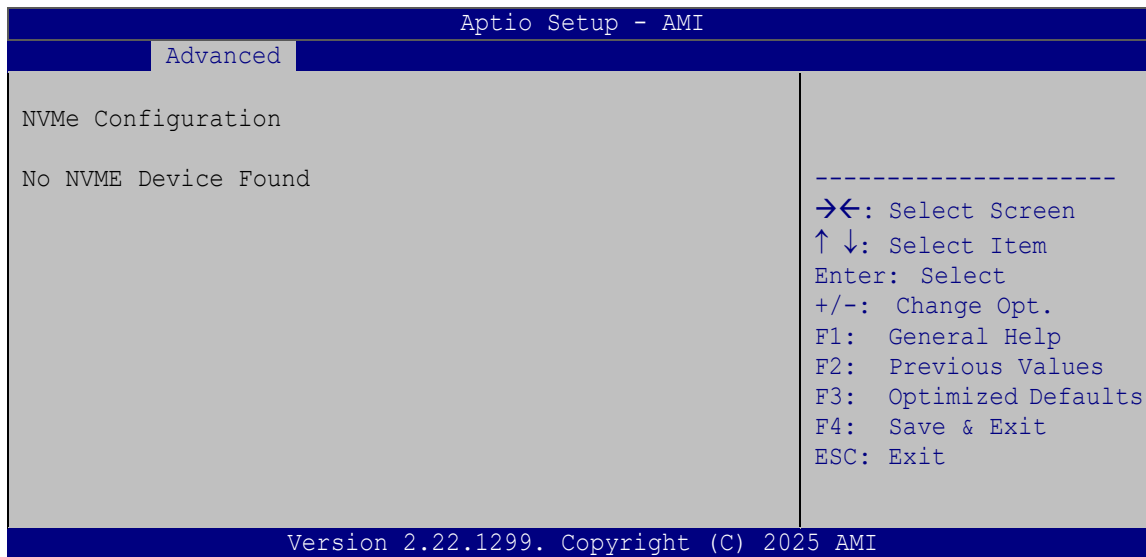 Aptio Setup - AMI
Advanced
NVMe Configuration
No NVME Device Found
---------------------
→←: Select Screen
↑ ↓: Select Item
Enter: Select
+/-: Change Opt.
F1: General Help
F2: Previous Values
F3: Optimized Defaults
F4: Save & Exit
ESC: Exit
Version 2.22.1299. Copyright (C) 2025 AMI